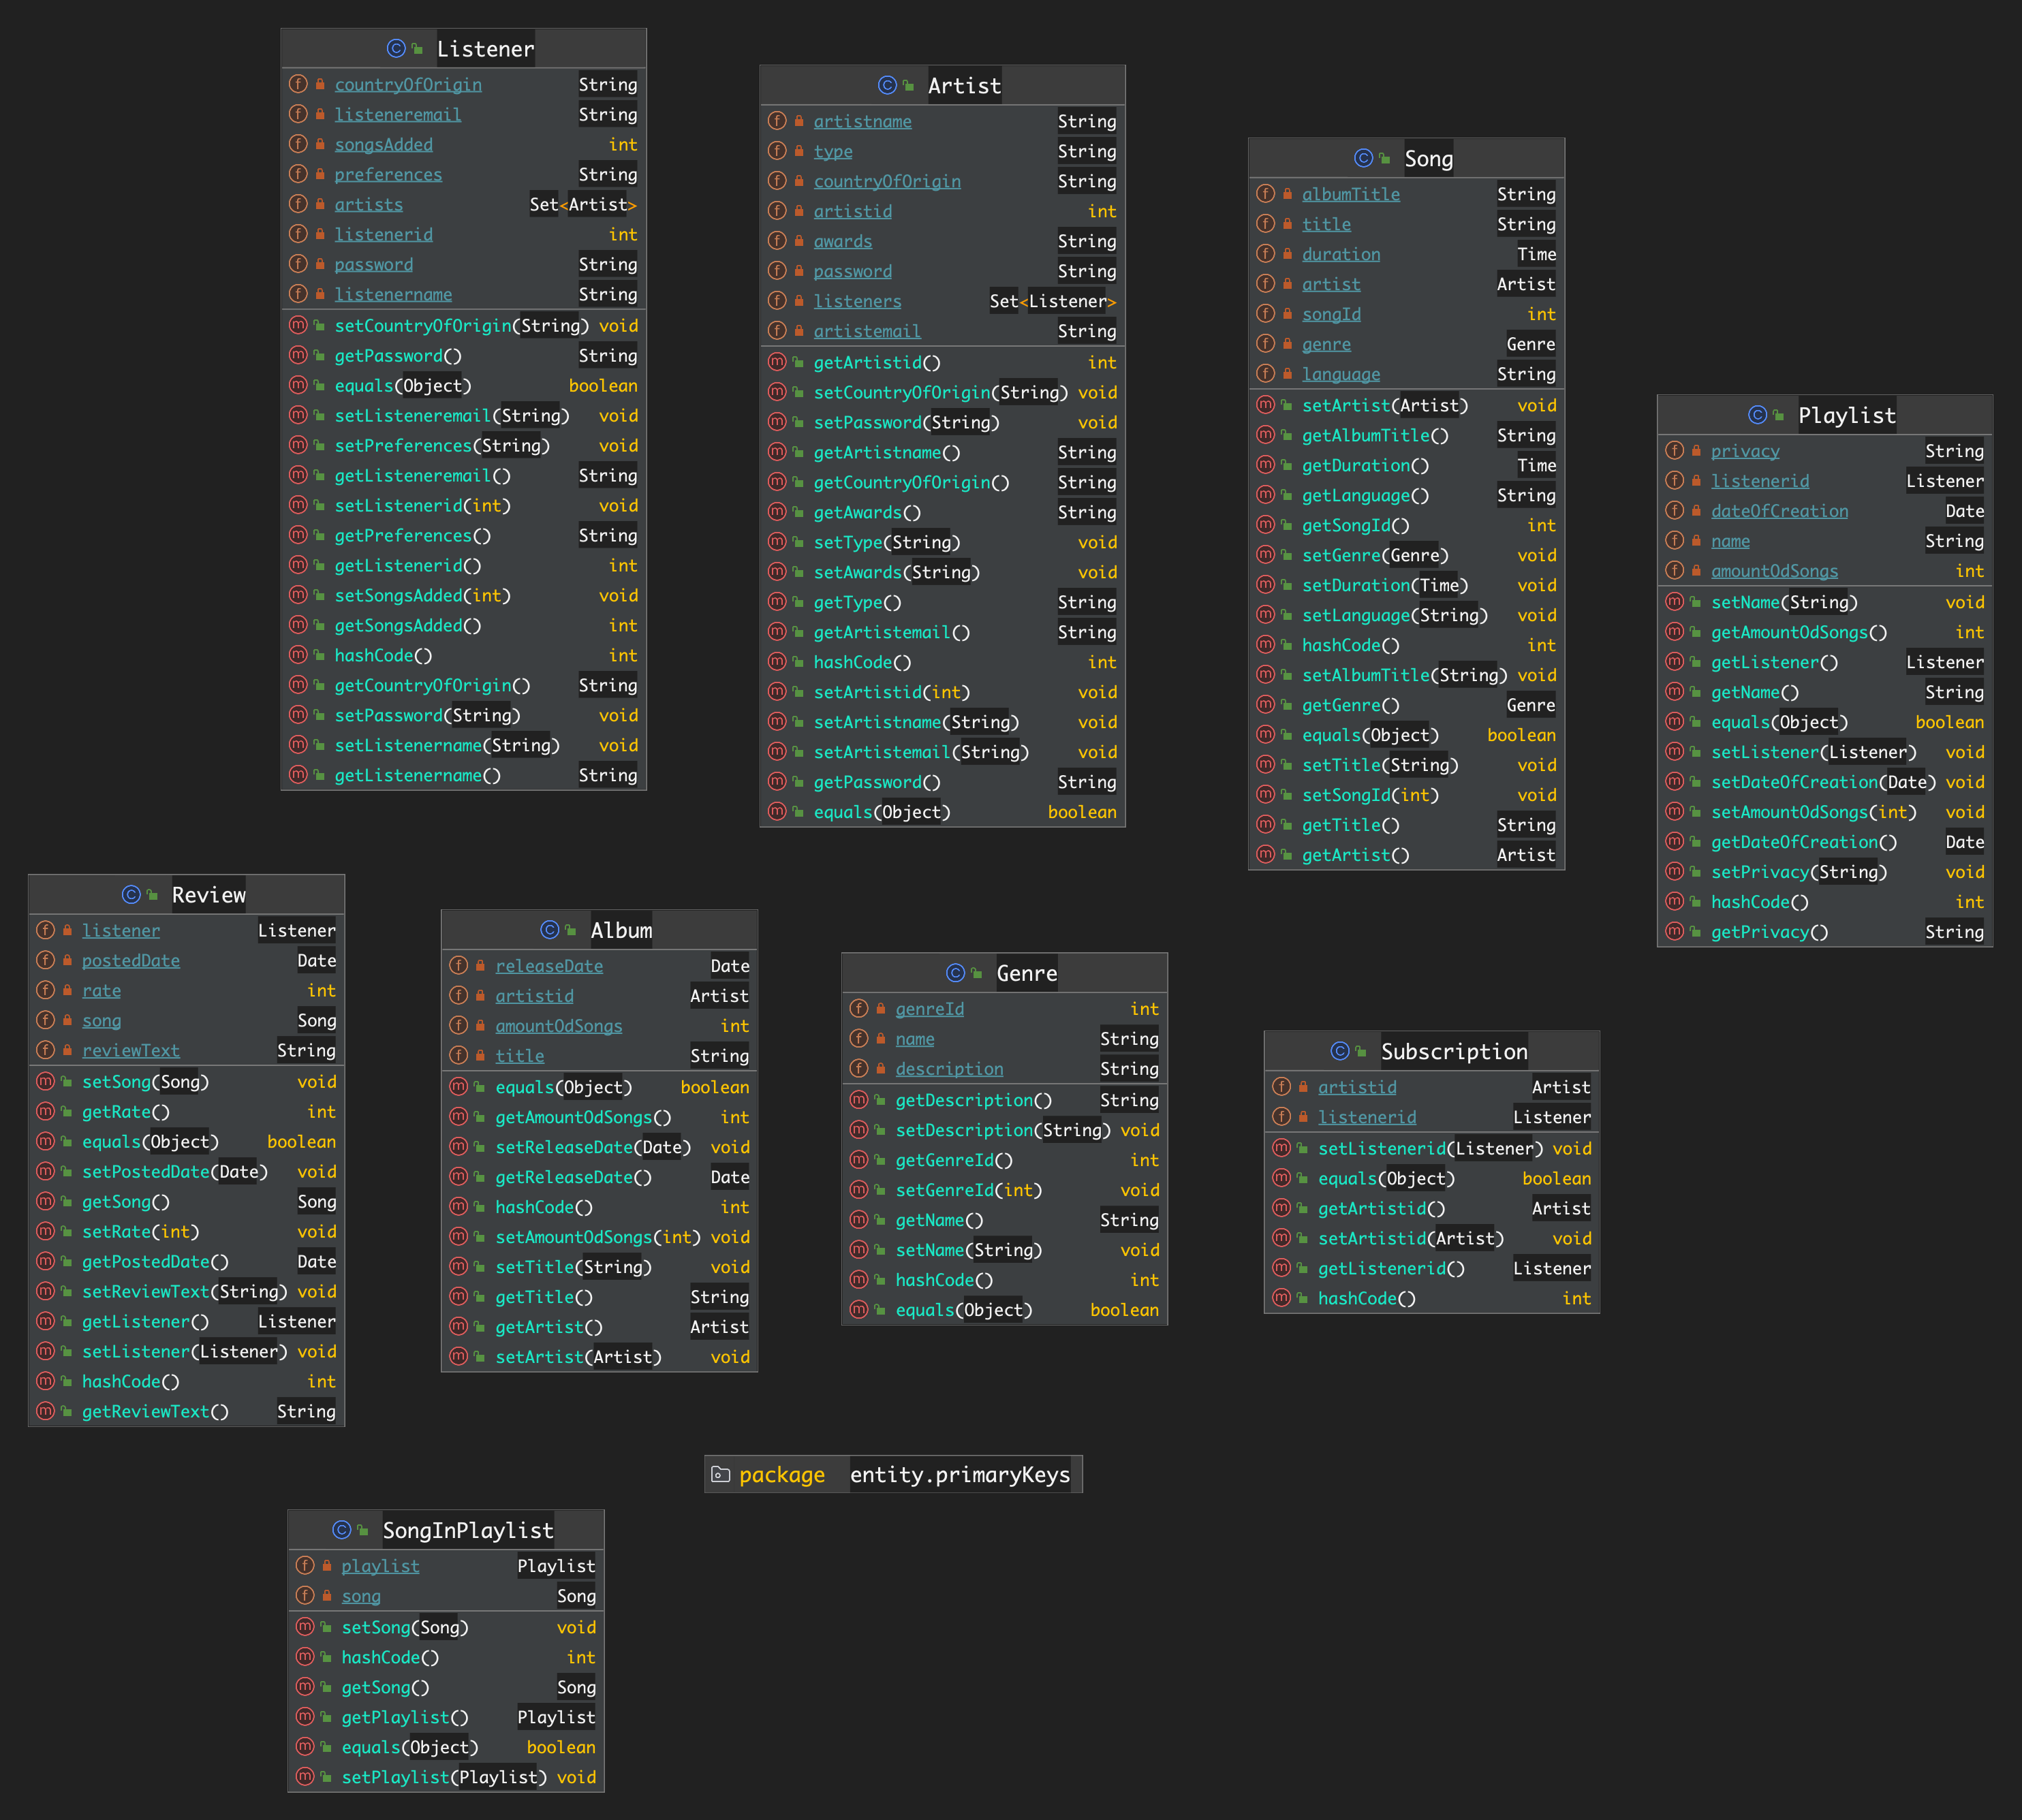 Listener
countryOfOrigin String
listeneremail String
songsAdded int
preferences String
artists Set<Artist>
listenerid int
password String
listenername String
setCountryOfOrigin(String) void
getPassword() String
equals(Object) boolean
setListeneremail(String) void
setPreferences(String) void
getListeneremail() String
setListenerid(int) void
getPreferences() String
getListenerid() int
setSongsAdded(int) void
getSongsAdded() int
hashCode() int
getCountryOfOrigin() String
setPassword(String) void
setListenername(String) void
getListenername() String
Artist
artistname String
type String
countryOfOrigin String
artistid int
awards String
password String
listeners Set<Listener>
artistemail String
getArtistid() int
setCountryOfOrigin(String) void
setPassword(String) void
getArtistname() String
getCountryOfOrigin() String
getAwards() String
setType(String) void
setAwards(String) void
getType() String
getArtistemail() String
hashCode() int
setArtistid(int) void
setArtistname(String) void
setArtistemail(String) void
getPassword() String
equals(Object) boolean
Song
albumTitle String
title String
duration Time
artist Artist
songId int
genre Genre
language String
setArtist(Artist) void
getAlbumTitle() String
getDuration() Time
getLanguage() String
getSongId() int
setGenre(Genre) void
setDuration(Time) void
setLanguage(String) void
hashCode() int
setAlbumTitle(String) void
getGenre() Genre
equals(Object) boolean
setTitle(String) void
setSongId(int) void
getTitle() String
getArtist() Artist
Playlist
privacy String
listenerid Listener
dateOfCreation Date
name String
amountOdSongs int
setName(String) void
getAmountOdSongs() int
getListener() Listener
getName() String
equals(Object) boolean
setListener(Listener) void
setDateOfCreation(Date) void
setAmountOdSongs(int) void
getDateOfCreation() Date
setPrivacy(String) void
hashCode() int
getPrivacy() String
Review
listener Listener
postedDate Date
rate int
song Song
reviewText String
setSong(Song) void
getRate() int
equals(Object) boolean
setPostedDate(Date) void
getSong() Song
setRate(int) void
getPostedDate() Date
setReviewText(String) void
getListener() Listener
setListener(Listener) void
hashCode() int
getReviewText() String
Album
releaseDate Date
artistid Artist
amountOdSongs int
title String
equals(Object) boolean
getAmountOdSongs() int
setReleaseDate(Date) void
getReleaseDate() Date
hashCode() int
setAmountOdSongs(int) void
setTitle(String) void
getTitle() String
getArtist() Artist
setArtist(Artist) void
Genre
genreId int
name String
description String
getDescription() String
setDescription(String) void
getGenreId() int
setGenreId(int) void
getName() String
setName(String) void
hashCode() int
equals(Object) boolean
Subscription
artistid Artist
listenerid Listener
setListenerid(Listener) void
equals(Object) boolean
getArtistid() Artist
setArtistid(Artist) void
getListenerid() Listener
hashCode() int
package entity.primaryKeys
SongInPlaylist
playlist Playlist
song Song
setSong(Song) void
hashCode() int
getSong() Song
getPlaylist() Playlist
equals(Object) boolean
setPlaylist(Playlist) void